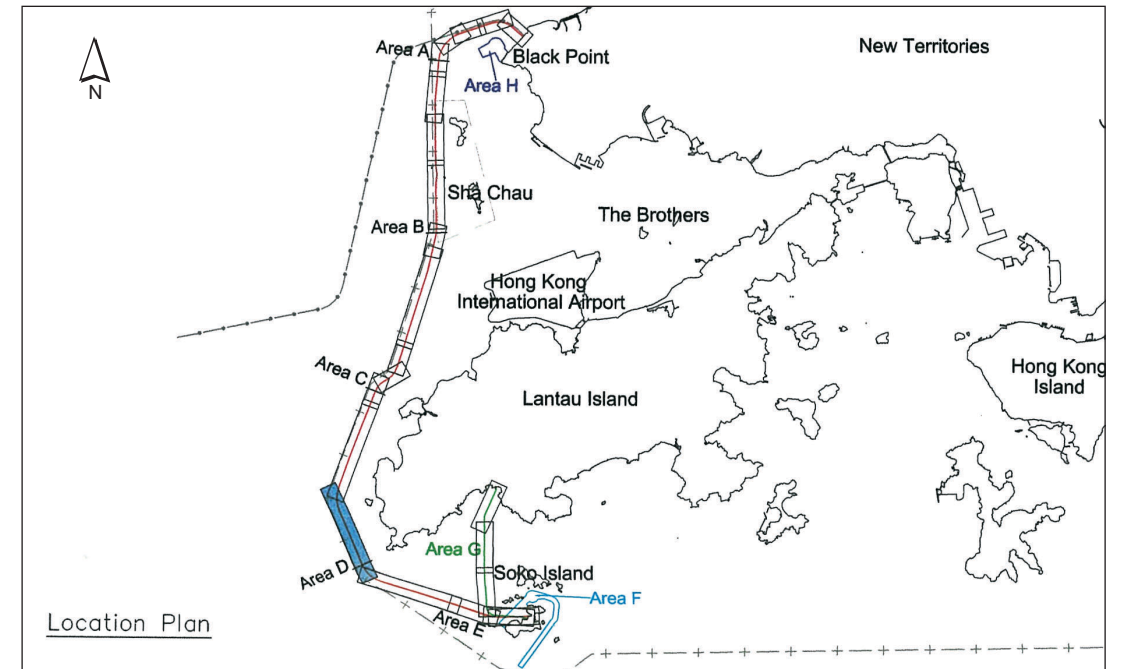 New Territories
Area A
Black Point
Area H
N
Sha Chau
The Brothers
Area B
Hong Kong
International Airport
Area C
Hong Kong
Island
Lantau Island
Area G
Soko Island
Area D
Area F
Area E
Location Plan